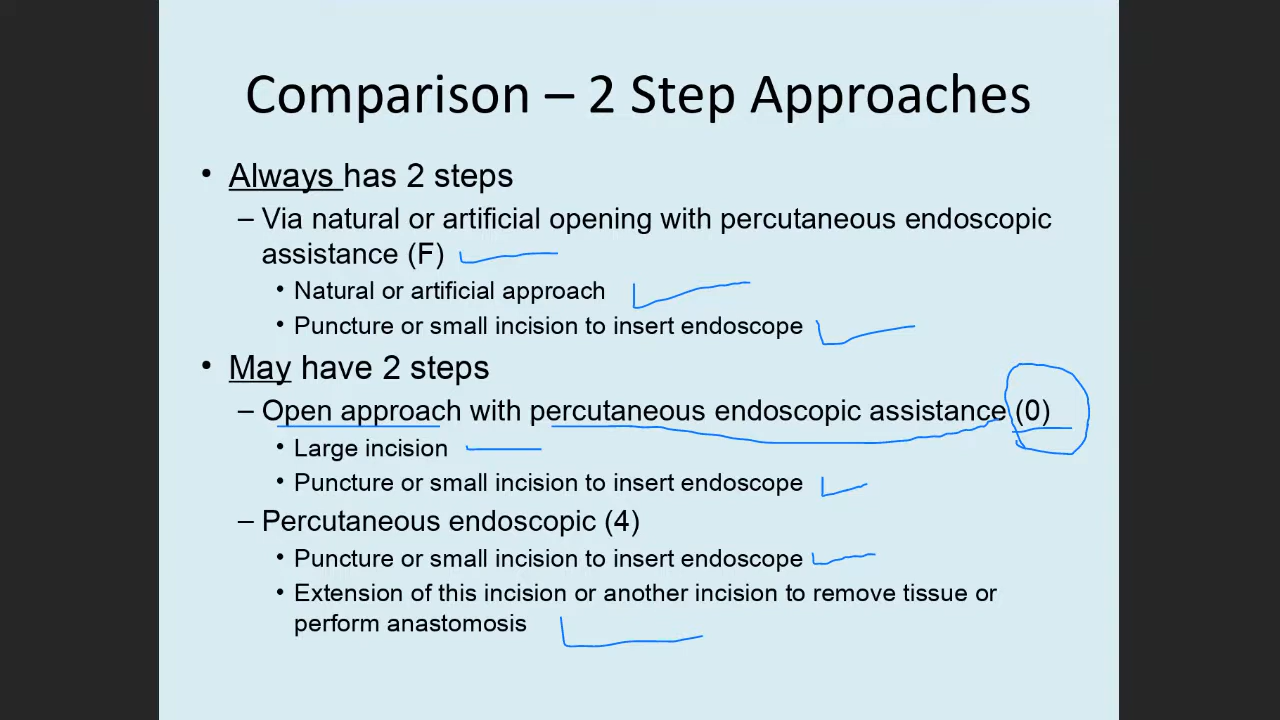 Comparison – 2 Step Approaches
• Always has 2 steps
– Via natural or artificial opening with percutaneous endoscopic
assistance (F)
• Natural or artificial approach
• Puncture or small incision to insert endoscope
• May have 2 steps
– Open approach with percutaneous endoscopic assistance (0)
• Large incision
• Puncture or small incision to insert endoscope
– Percutaneous endoscopic (4)
• Puncture or small incision to insert endoscope
• Extension of this incision or another incision to remove tissue or
perform anastomosis